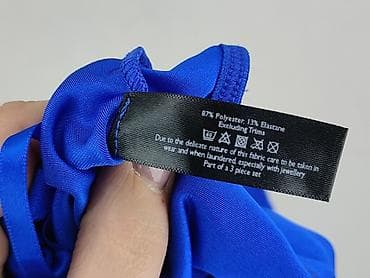 87% Polyester, 13% Elastane
Excluding Trims
Due to the delicate nature of this fabric care to be taken in
wear and when laundered, especially with jewellery
Part of a 3 piece set